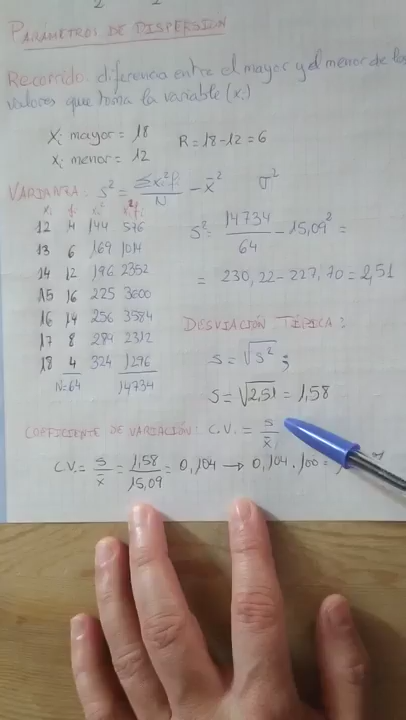 2 2
PARÁMETROS DE DISPERSIÓN
Recorrido: diferencia entre el mayor y el menor de los
valores que toma la variable (xᵢ)
xᵢ mayor = 18
R = 18-12 = 6
xᵢ menor = 12
VARIANZA: s² = Σxᵢ²fᵢ / N - x̄² σ²
xᵢ fᵢ xᵢ² xᵢ²fᵢ
12 4 144 576
13 6 169 1014
14 12 196 2352
15 16 225 3600
16 14 256 3584
17 8 289 2312
18 4 324 1296
N=64 14734
s² = 14734 / 64 - 15,09² =
= 230,22 - 227,70 = 2,51
DESVIACIÓN TÍPICA:
s = √s² ;
s = √2,51 = 1,58
COEFICIENTE DE VARIACIÓN: C.V. = s / x̄
C.V. = s / x̄ = 1,58 / 15,09 = 0,104 → 0,104 · 100 =